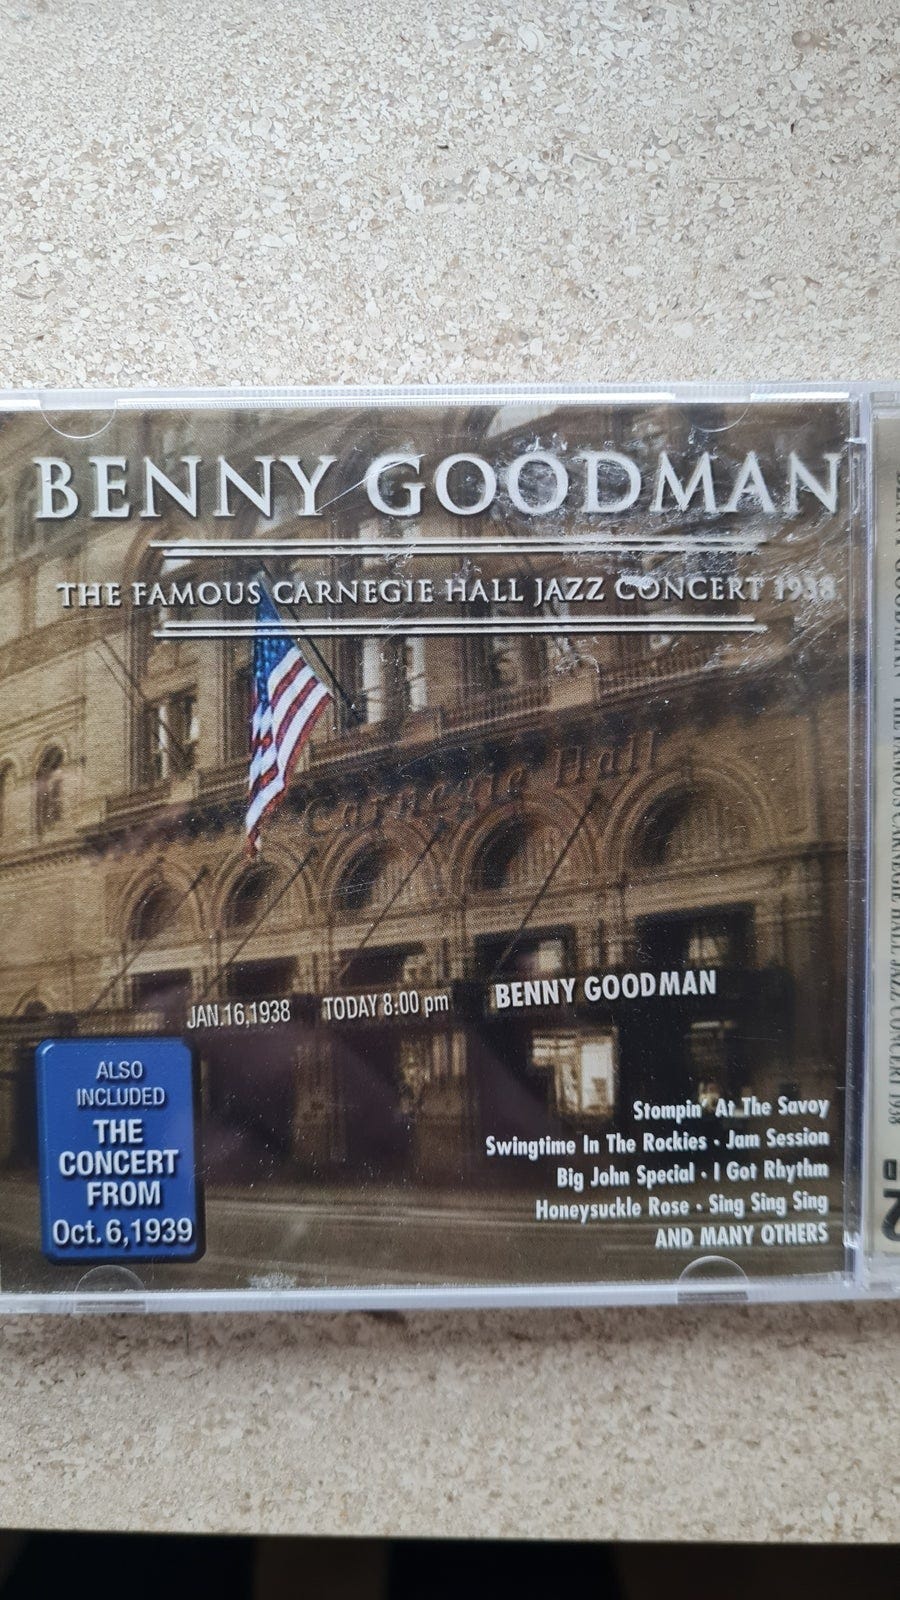 BENNY GOODMAN
THE FAMOUS CARNEGIE HALL JAZZ CONCERT 1938
Carnegie Hall
JAN.16,1938 TODAY 8:00 pm BENNY GOODMAN
ALSO
INCLUDED
THE
CONCERT
FROM
Oct. 6,1939
Stompin' At The Savoy
Swingtime In The Rockies · Jam Session
Big John Special · I Got Rhythm
Honeysuckle Rose · Sing Sing Sing
AND MANY OTHERS
BENNY GOODMAN THE FAMOUS CARNEGIE HALL JAZZ CONCERT 1938